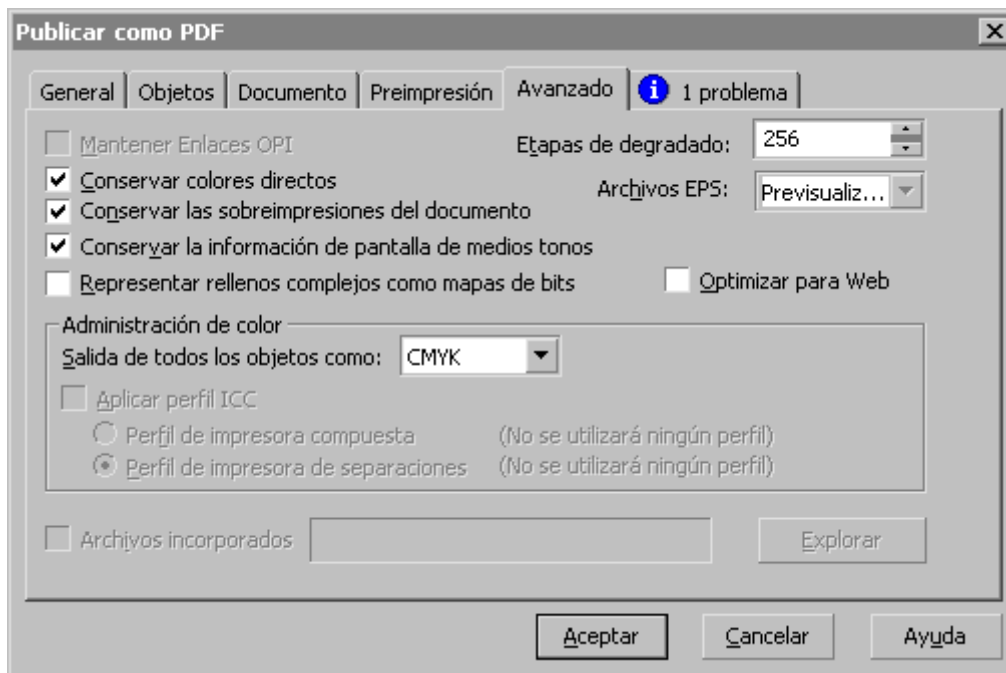 Publicar como PDF
General Objetos Documento Preimpresión Avanzado 1 problema
Mantener Enlaces OPI Etapas de degradado: 256
Conservar colores directos Archivos EPS: Previsualiz...
Conservar las sobreimpresiones del documento
Conservar la información de pantalla de medios tonos
Representar rellenos complejos como mapas de bits Optimizar para Web
Administración de color
Salida de todos los objetos como: CMYK
Aplicar perfil ICC
Perfil de impresora compuesta (No se utilizará ningún perfil)
Perfil de impresora de separaciones (No se utilizará ningún perfil)
Archivos incorporados Explorar
Aceptar Cancelar Ayuda